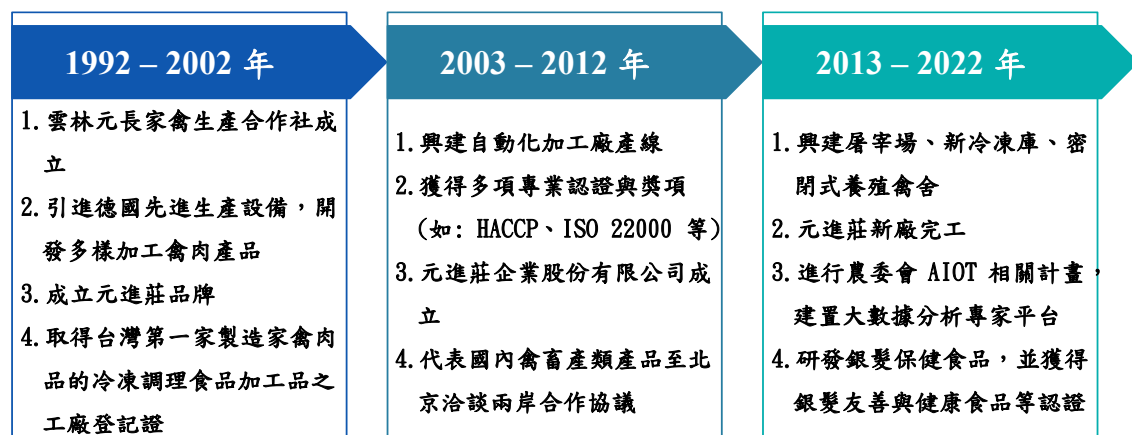 1992 – 2002 年
1. 雲林元長家禽生產合作社成
立
2. 引進德國先進生產設備，開
發多樣加工禽肉產品
3. 成立元進莊品牌
4. 取得台灣第一家製造家禽肉
品的冷凍調理食品加工品之
工廠登記證
2003 – 2012 年
1. 興建自動化加工廠產線
2. 獲得多項專業認證與獎項
(如: HACCP、ISO 22000 等)
3. 元進莊企業股份有限公司成
立
4. 代表國內禽畜產類產品至北
京洽談兩岸合作協議
2013 – 2022 年
1. 興建屠宰場、新冷凍庫、密
閉式養殖禽舍
2. 元進莊新廠完工
3. 進行農委會 AIOT 相關計畫，
建置大數據分析專家平台
4. 研發銀髮保健食品，並獲得
銀髮友善與健康食品等認證